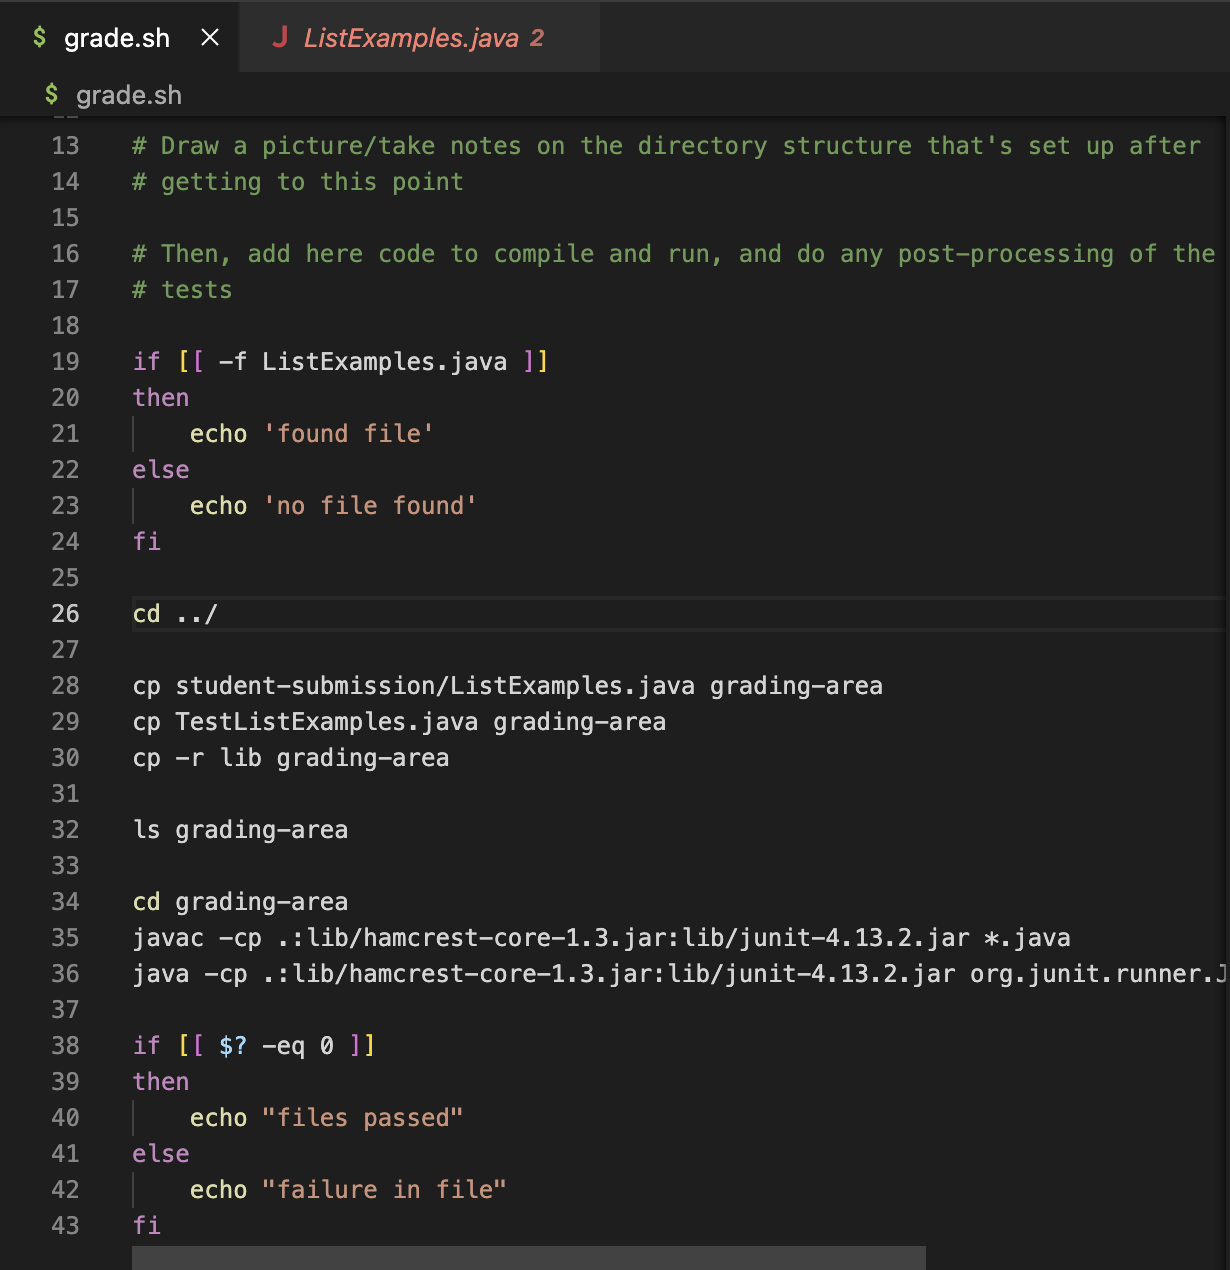 $ grade.sh × J ListExamples.java 2
$ grade.sh
13 # Draw a picture/take notes on the directory structure that's set up after
14 # getting to this point
15
16 # Then, add here code to compile and run, and do any post-processing of the
17 # tests
18
19 if [[ -f ListExamples.java ]]
20 then
21     echo 'found file'
22 else
23     echo 'no file found'
24 fi
25
26 cd ../
27
28 cp student-submission/ListExamples.java grading-area
29 cp TestListExamples.java grading-area
30 cp -r lib grading-area
31
32 ls grading-area
33
34 cd grading-area
35 javac -cp .:lib/hamcrest-core-1.3.jar:lib/junit-4.13.2.jar *.java
36 java -cp .:lib/hamcrest-core-1.3.jar:lib/junit-4.13.2.jar org.junit.runner.J
37
38 if [[ $? -eq 0 ]]
39 then
40     echo "files passed"
41 else
42     echo "failure in file"
43 fi